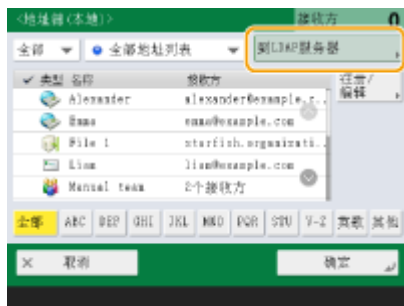 <地址簿(本地)> 接收方 0
全部 全部地址列表 到LDAP服务器
类型 名称 接收方 注册/编辑
Alexander alexander@example.r..
Emma emma@example.com
File 1 starfish.organizati..
Liam liam@example.com
Manual team 2个接收方
全部 ABC DEF GHI JKL MNO PQR STU V-Z 英数 其他
取消 确定